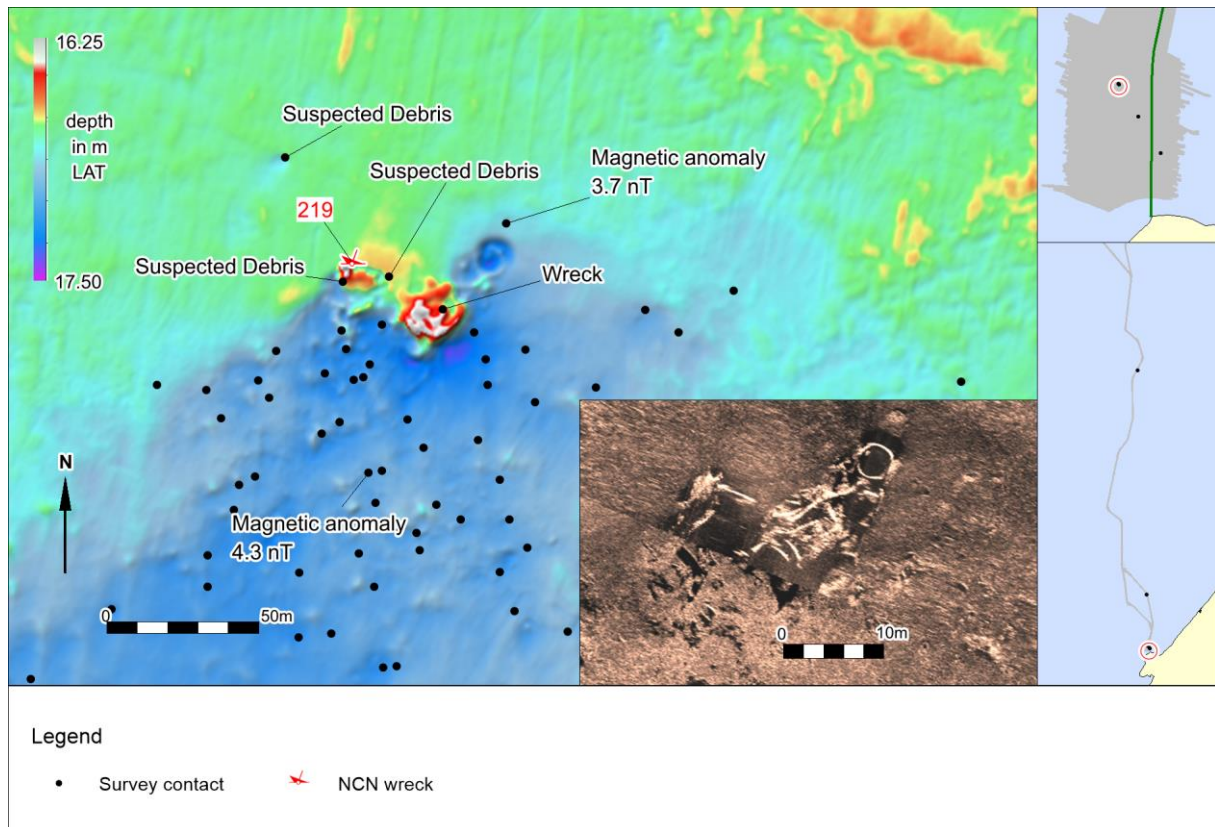 16.25
depth
in m
LAT
17.50
Suspected Debris
Suspected Debris
Magnetic anomaly
3.7 nT
219
Suspected Debris
Wreck
N
Magnetic anomaly
4.3 nT
0
50m
0
10m
Legend
Survey contact
NCN wreck